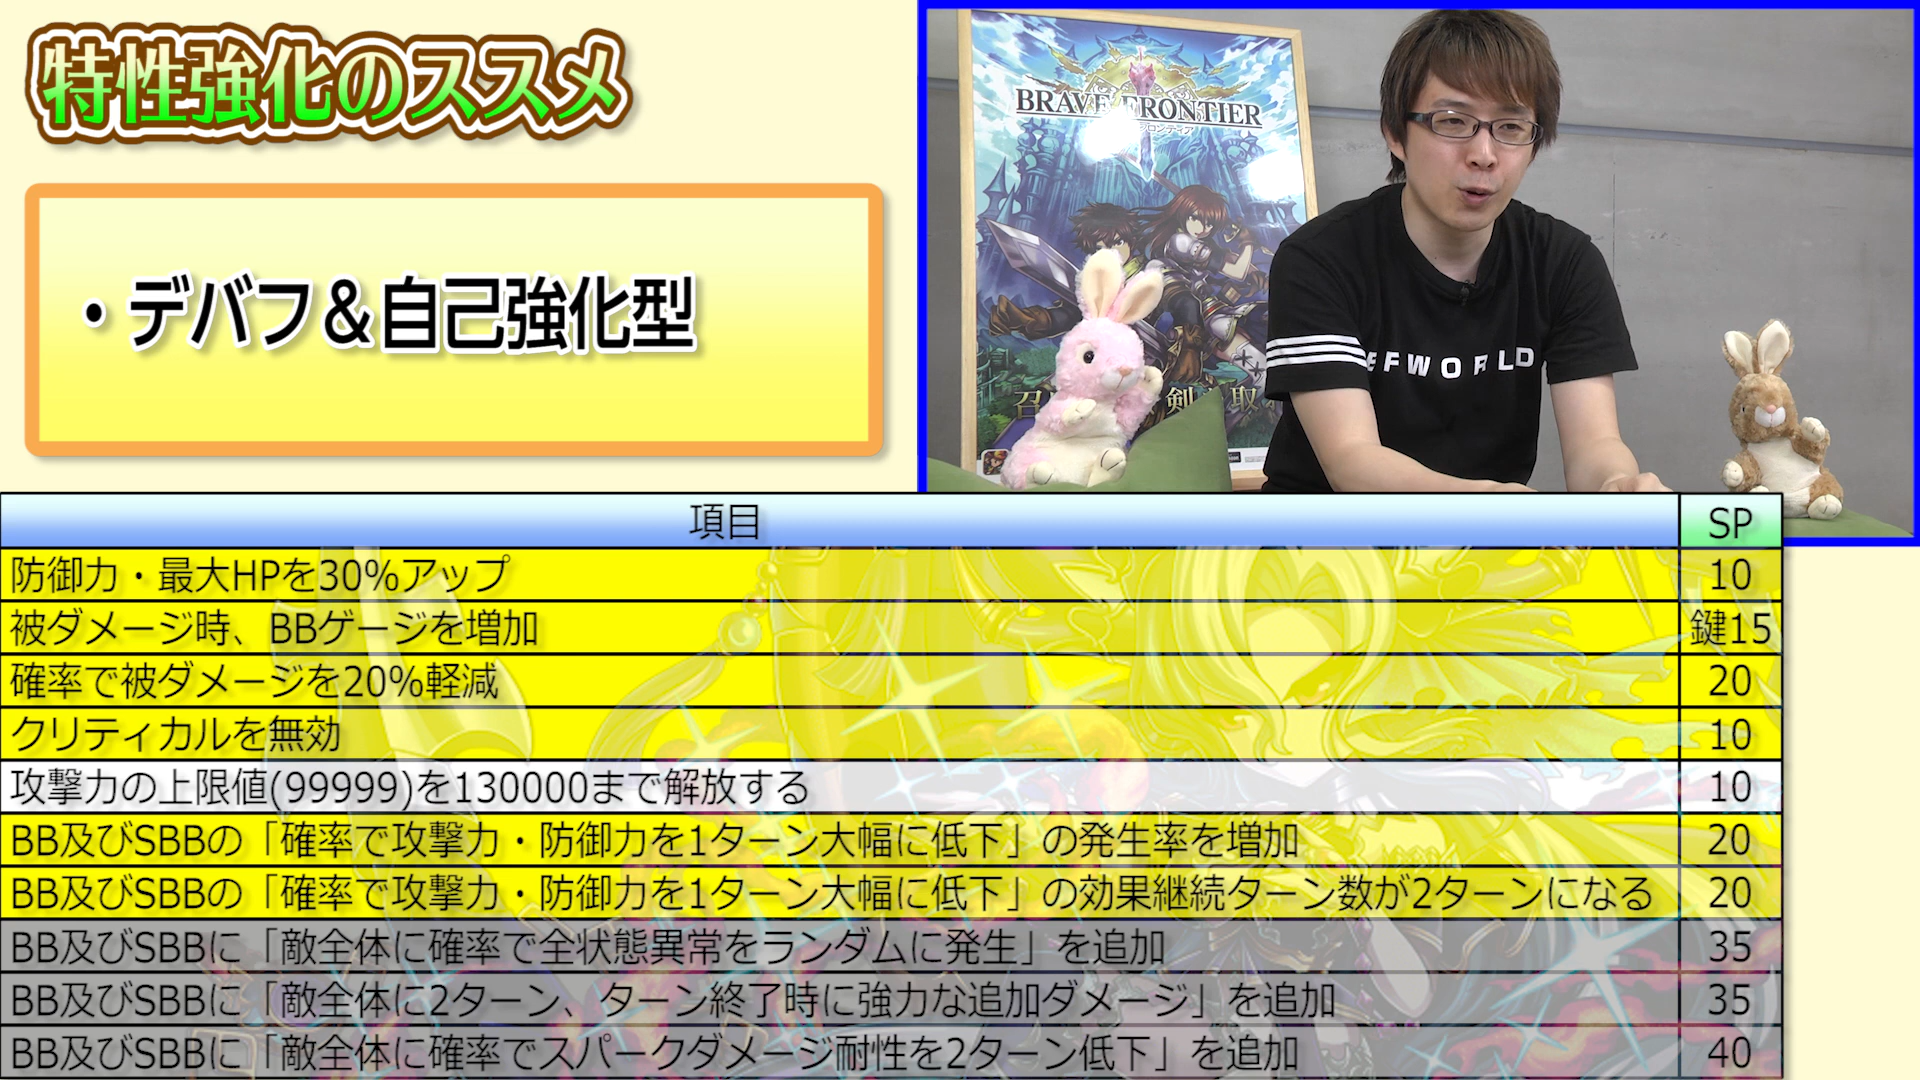 特性強化のススメ
・デバフ＆自己強化型
BRAVE FRONTIER
EFWORLD
項目 SP
防御力・最大HPを30%アップ 10
被ダメージ時、BBゲージを増加 鍵15
確率で被ダメージを20%軽減 20
クリティカルを無効 10
攻撃力の上限値(99999)を130000まで解放する 10
BB及びSBBの「確率で攻撃力・防御力を1ターン大幅に低下」の発生率を増加 20
BB及びSBBの「確率で攻撃力・防御力を1ターン大幅に低下」の効果継続ターン数が2ターンになる 20
BB及びSBBに「敵全体に確率で全状態異常をランダムに発生」を追加 35
BB及びSBBに「敵全体に2ターン、ターン終了時に強力な追加ダメージ」を追加 35
BB及びSBBに「敵全体に確率でスパークダメージ耐性を2ターン低下」を追加 40